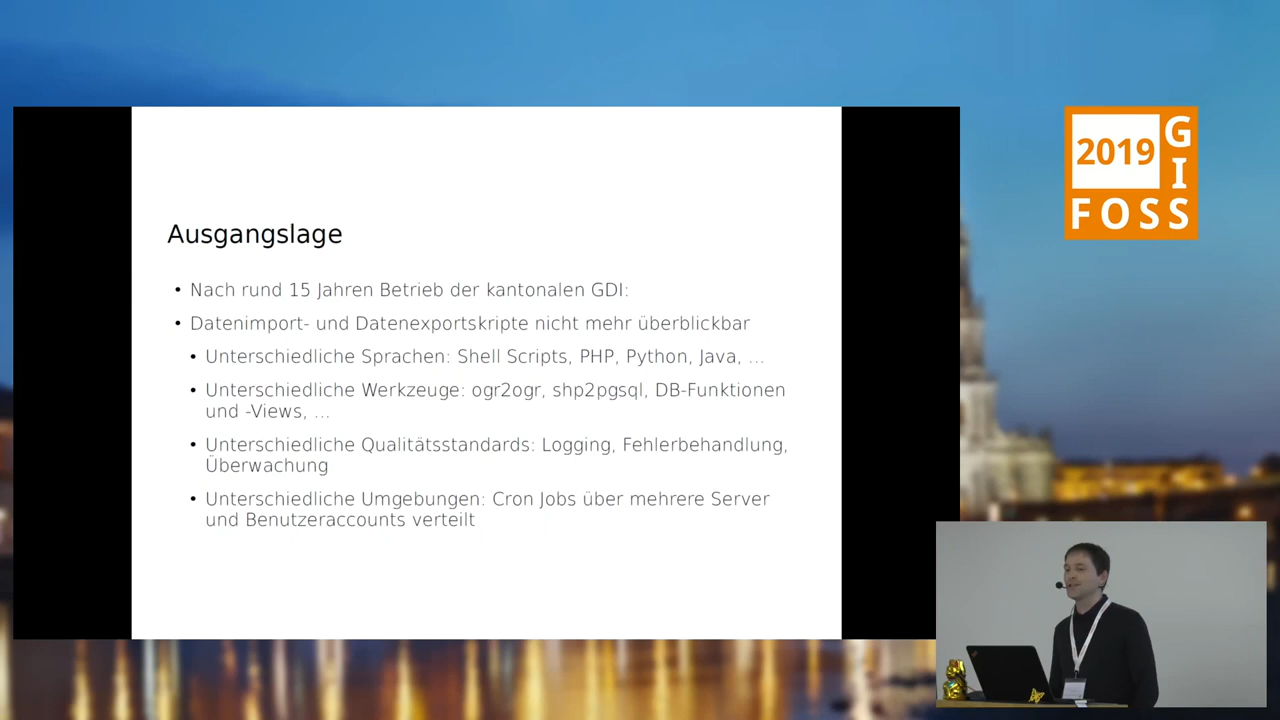 Ausgangslage
• Nach rund 15 Jahren Betrieb der kantonalen GDI:
• Datenimport- und Datenexportskripte nicht mehr überblickbar
• Unterschiedliche Sprachen: Shell Scripts, PHP, Python, Java, ...
• Unterschiedliche Werkzeuge: ogr2ogr, shp2pgsql, DB-Funktionen
und -Views, ...
• Unterschiedliche Qualitätsstandards: Logging, Fehlerbehandlung,
Überwachung
• Unterschiedliche Umgebungen: Cron Jobs über mehrere Server
und Benutzeraccounts verteilt
2019
G
I
FOSS